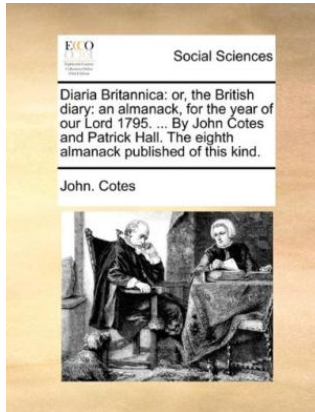 ECCO
Social Sciences
Diaria Britannica: or, the British
diary: an almanack, for the year of
our Lord 1795. ... By John Cotes
and Patrick Hall. The eighth
almanack published of this kind.
John. Cotes